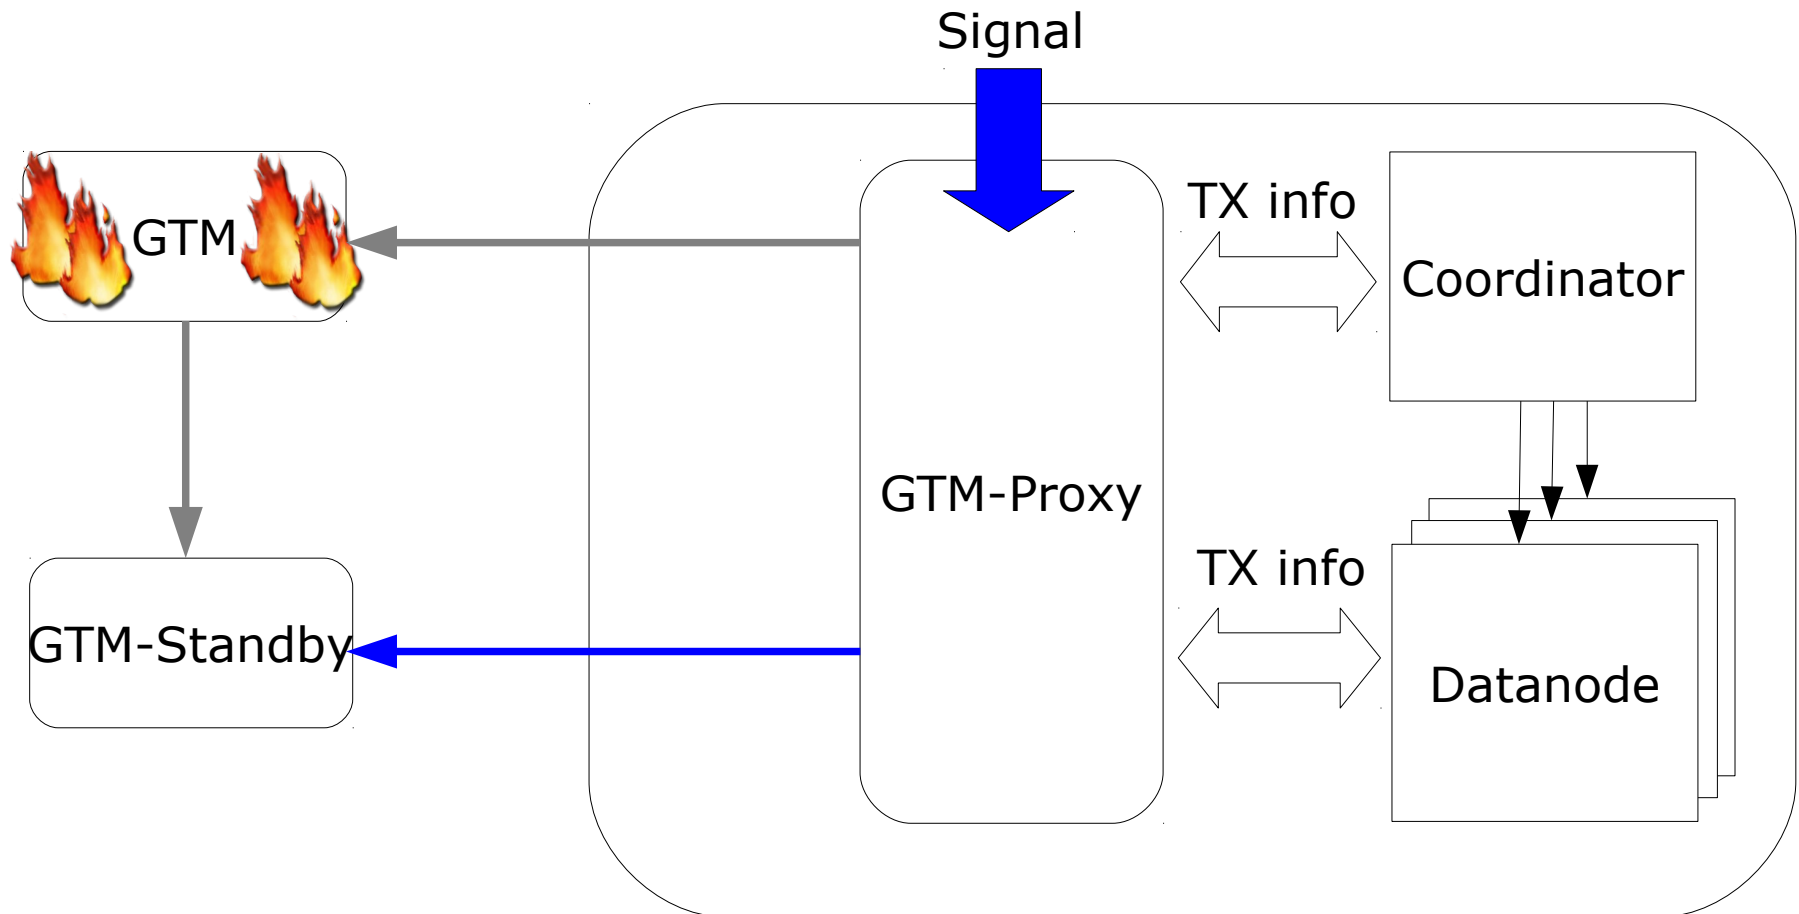 Signal
GTM
TX info
Coordinator
GTM-Proxy
TX info
GTM-Standby
Datanode